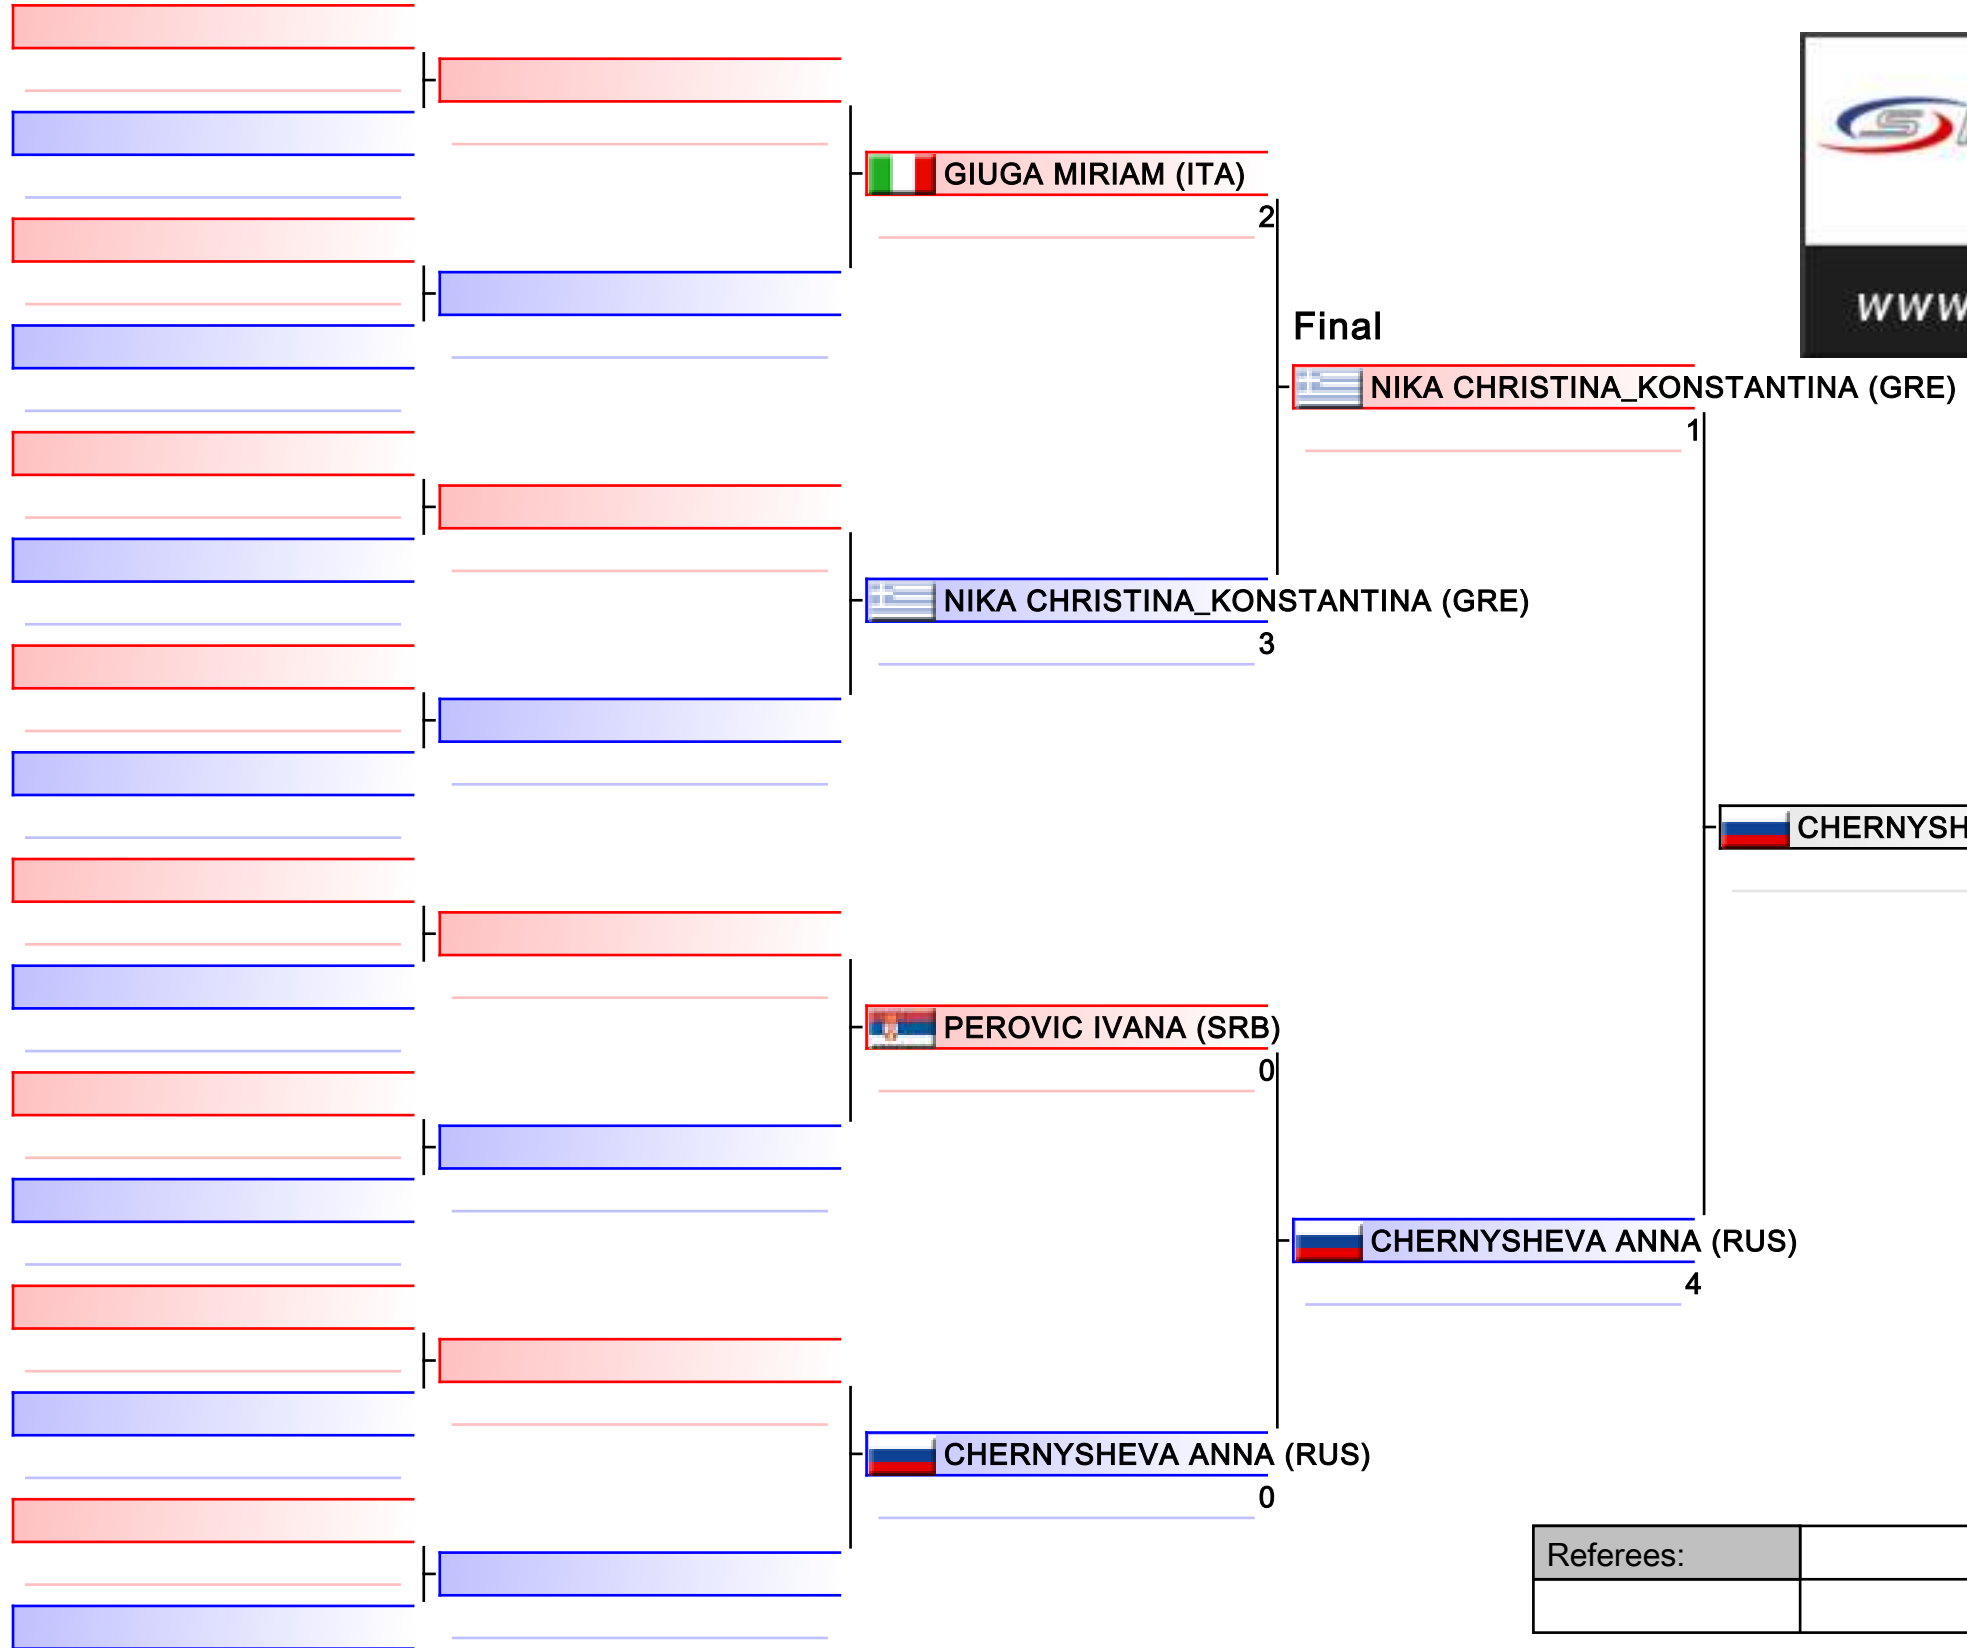 GIUGA MIRIAM (ITA)
2
Final
NIKA CHRISTINA_KONSTANTINA (GRE)
1
NIKA CHRISTINA_KONSTANTINA (GRE)
3
CHERNYSH
PEROVIC IVANA (SRB)
0
CHERNYSHEVA ANNA (RUS)
4
CHERNYSHEVA ANNA (RUS)
0
Referees:
S
www